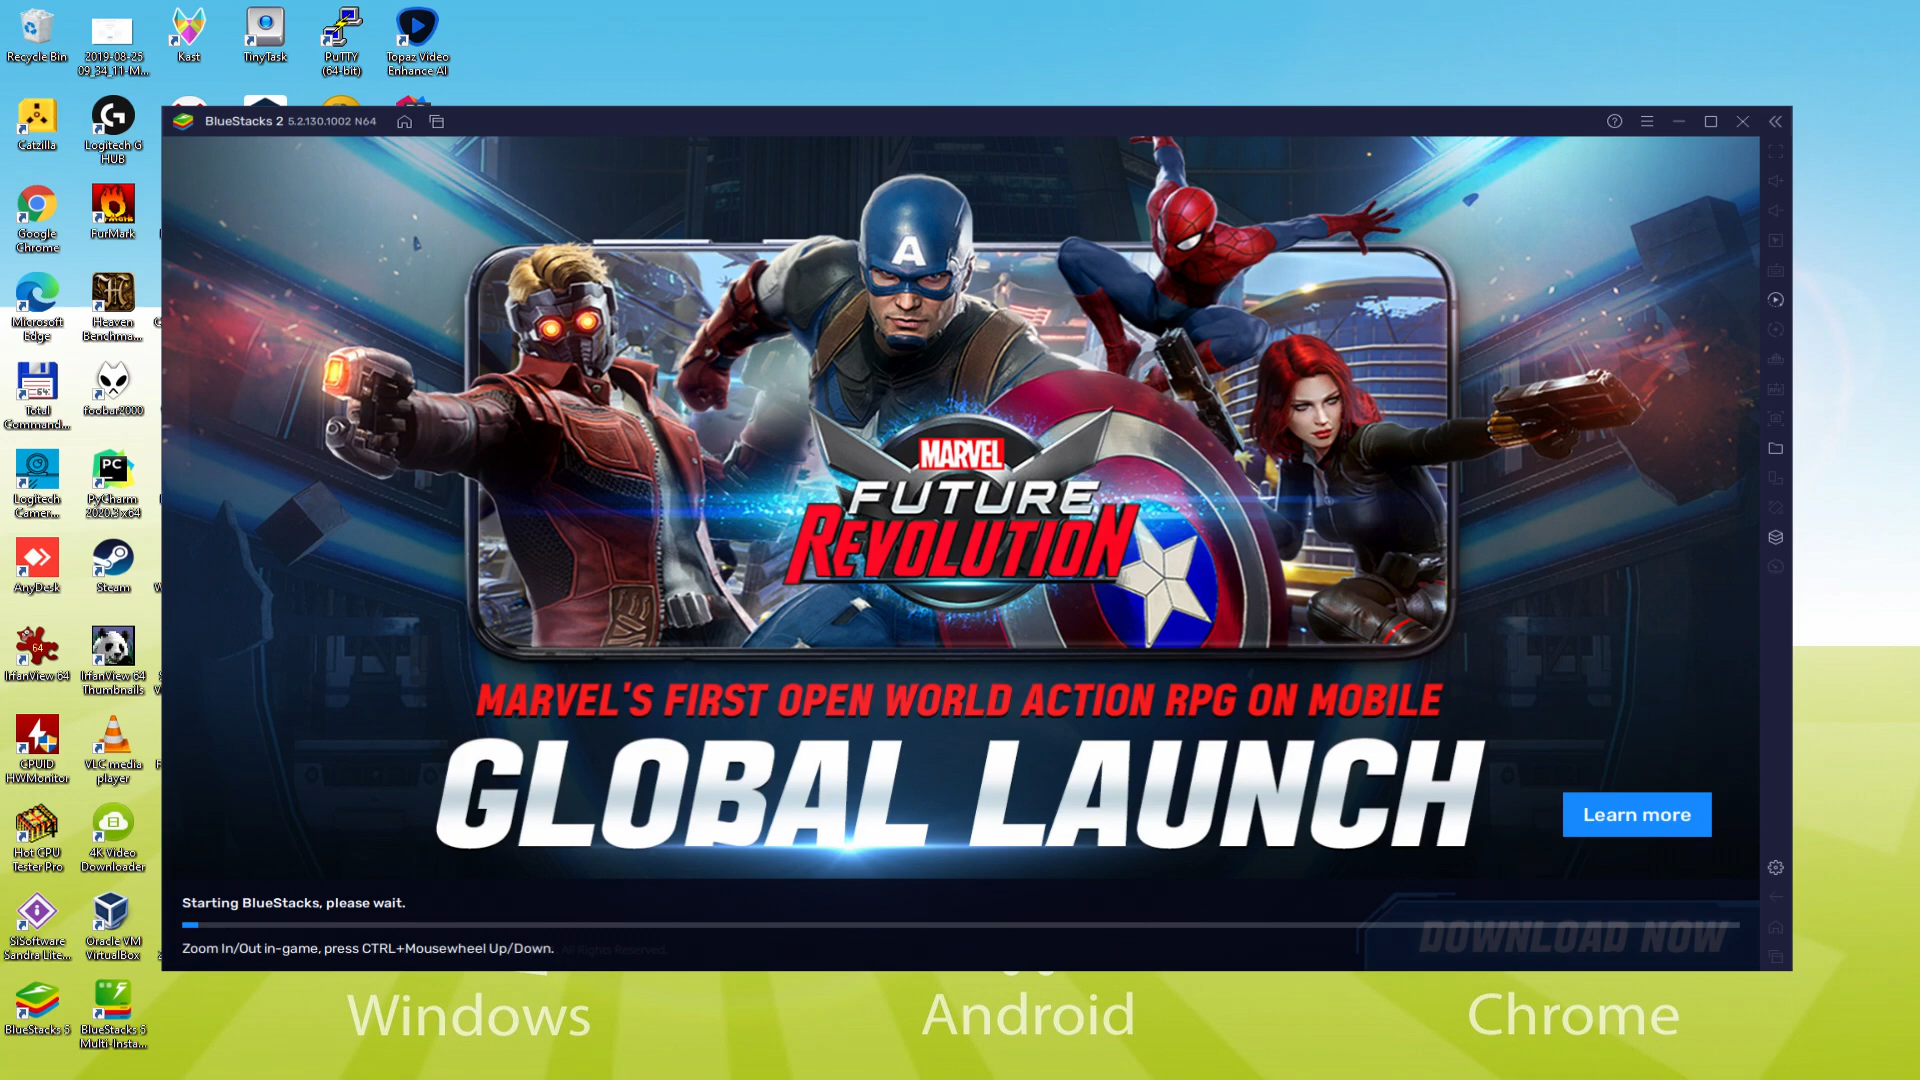 Recycle Bin
2019-08-25
09_34_11-M...
Kast
TinyTask
PuTTY
(64-bit)
Topaz Video
Enhance AI
Catzilla
Logitech G
HUB
BlueStacks 2 5.2.130.1002 N64
Google
Chrome
FurMark
Microsoft
Edge
Heaven
Benchma...
Total
Command...
foobar2000
Logitech
Camer...
PyCharm
2020.3 x64
AnyDesk
Steam
IrfanView 64
IrfanView 64
Thumbnails
CPUID
HWMonitor
VLC media
player
Hot CPU
Tester Pro
4K Video
Downloader
SiSoftware
Sandra Lite...
Oracle VM
VirtualBox
BlueStacks 5
BlueStacks 5
Multi-Insta...
A
MARVEL
FUTURE
REVOLUTION
MARVEL'S FIRST OPEN WORLD ACTION RPG ON MOBILE
GLOBAL LAUNCH
Learn more
Starting BlueStacks, please wait.
Zoom In/Out in-game, press CTRL+Mousewheel Up/Down.
All Rights Reserved.
DOWNLOAD NOW
Windows
Android
Chrome